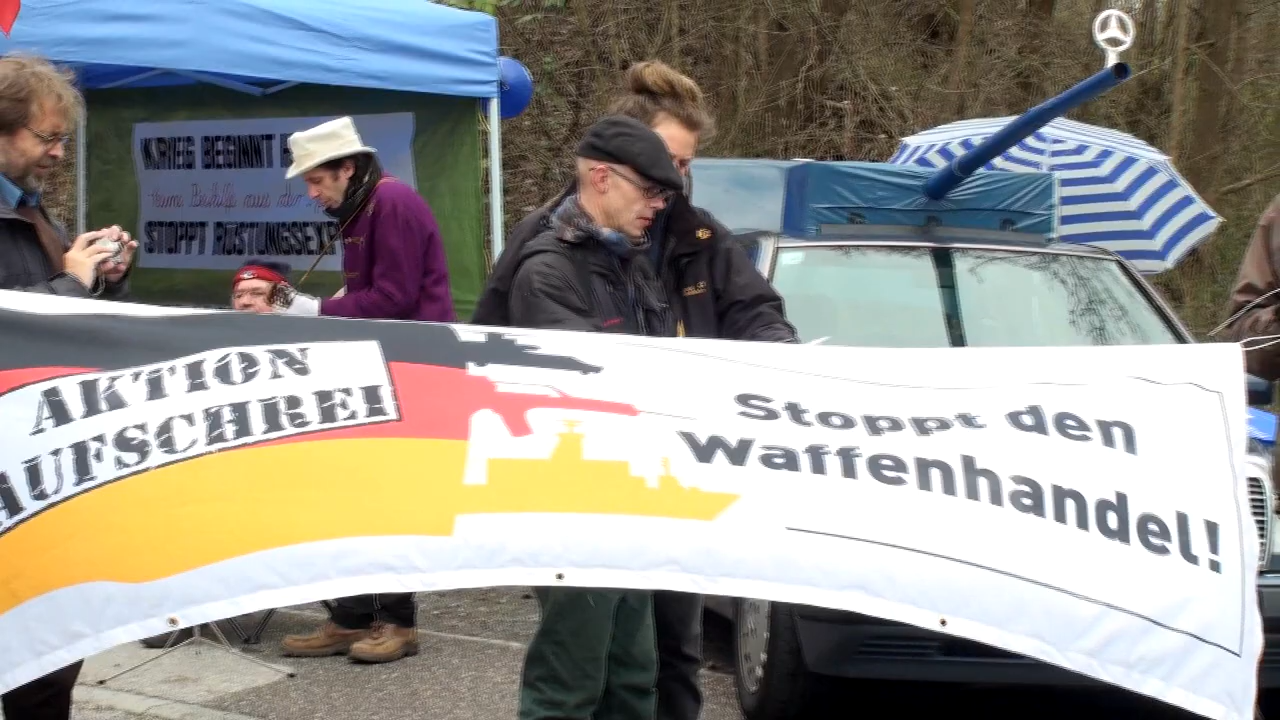 KRIEG BEGINNT
STOPPT RÜSTUNGSEXP
AKTION
AUFSCHREI
Stoppt den
Waffenhandel!